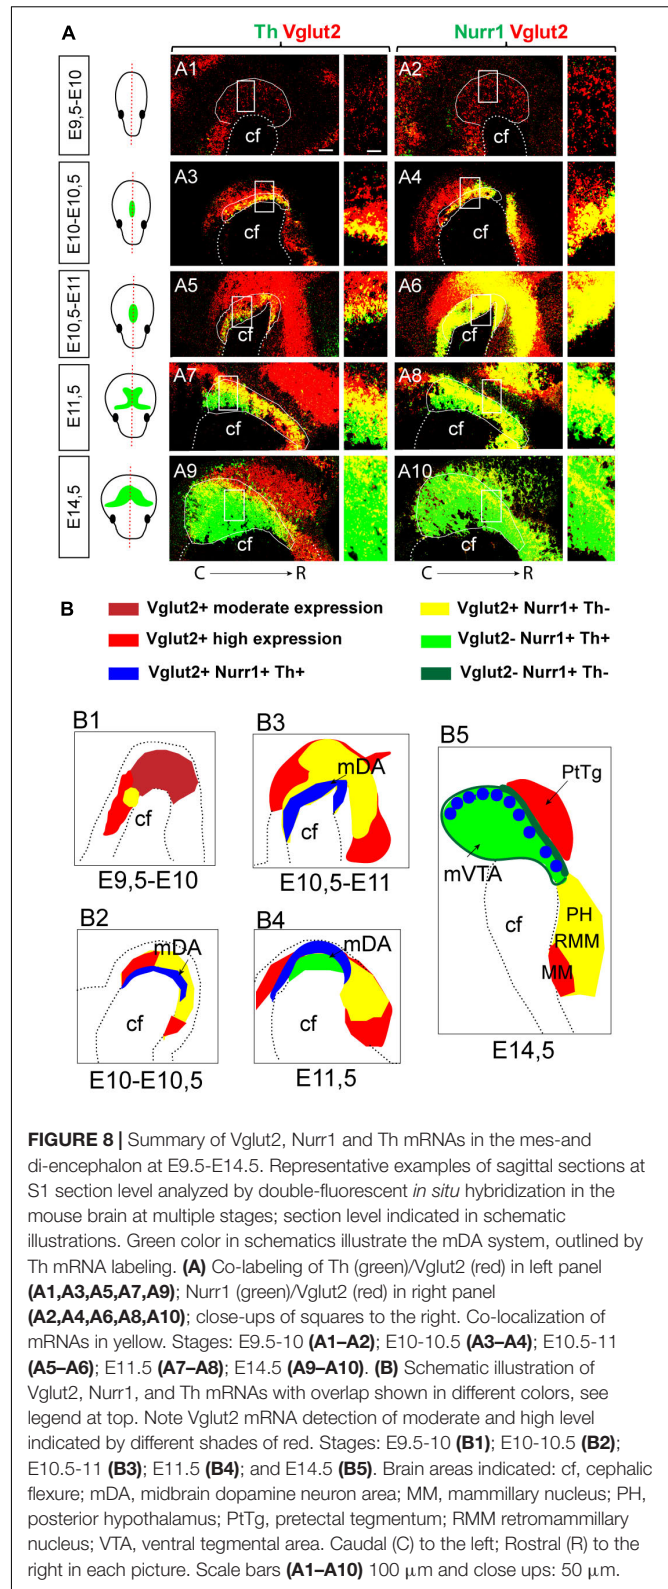 A
Th Vglut2
Nurr1 Vglut2
E9,5-E10
A1
cf
A2
cf
E10-E10,5
A3
cf
A4
cf
E10,5-E11
A5
cf
A6
cf
E11,5
A7
cf
A8
cf
E14,5
A9
cf
A10
cf
C R
C R
B
Vglut2+ moderate expression
Vglut2+ high expression
Vglut2+ Nurr1+ Th+
Vglut2+ Nurr1+ Th-
Vglut2- Nurr1+ Th+
Vglut2- Nurr1+ Th-
B1
cf
E9,5-E10
B3
mDA
cf
E10,5-E11
B5
PtTg
mVTA
cf
PH
RMM
MM
E14,5
B2
mDA
cf
E10-E10,5
B4
mDA
cf
E11,5
FIGURE 8 | Summary of Vglut2, Nurr1 and Th mRNAs in the mes-and
di-encephalon at E9.5-E14.5. Representative examples of sagittal sections at
S1 section level analyzed by double-fluorescent in situ hybridization in the
mouse brain at multiple stages; section level indicated in schematic
illustrations. Green color in schematics illustrate the mDA system, outlined by
Th mRNA labeling. (A) Co-labeling of Th (green)/Vglut2 (red) in left panel
(A1,A3,A5,A7,A9); Nurr1 (green)/Vglut2 (red) in right panel
(A2,A4,A6,A8,A10); close-ups of squares to the right. Co-localization of
mRNAs in yellow. Stages: E9.5-10 (A1–A2); E10-10.5 (A3–A4); E10.5-11
(A5–A6); E11.5 (A7–A8); E14.5 (A9–A10). (B) Schematic illustration of
Vglut2, Nurr1, and Th mRNAs with overlap shown in different colors, see
legend at top. Note Vglut2 mRNA detection of moderate and high level
indicated by different shades of red. Stages: E9.5-10 (B1); E10-10.5 (B2);
E10.5-11 (B3); E11.5 (B4); and E14.5 (B5). Brain areas indicated: cf, cephalic
flexure; mDA, midbrain dopamine neuron area; MM, mammillary nucleus; PH,
posterior hypothalamus; PtTg, pretectal tegmentum; RMM retromammillary
nucleus; VTA, ventral tegmental area. Caudal (C) to the left; Rostral (R) to the
right in each picture. Scale bars (A1–A10) 100 μm and close ups: 50 μm.